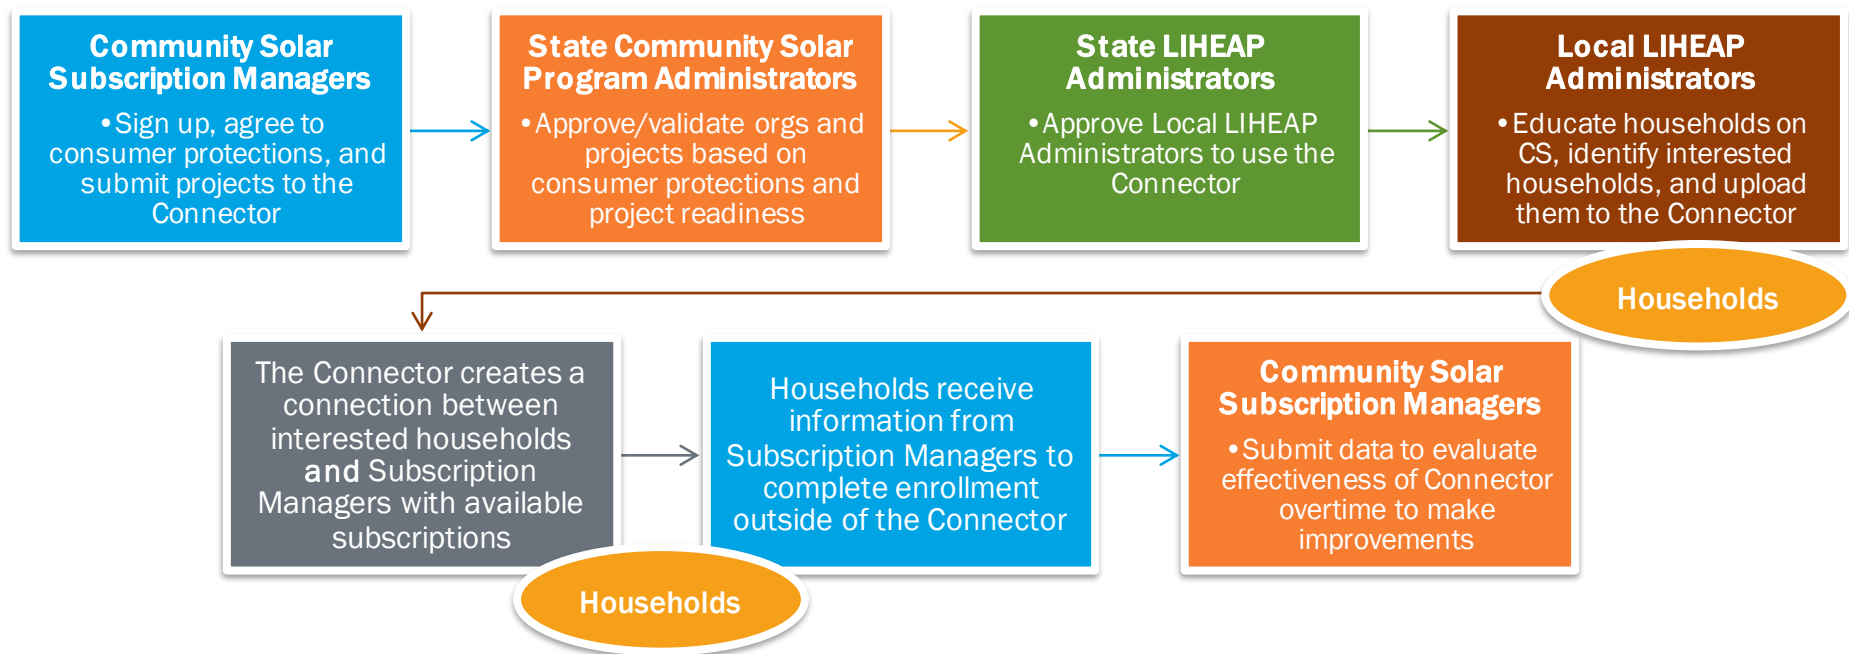 Community Solar
Subscription Managers
•Sign up, agree to
consumer protections, and
submit projects to the
Connector
State Community Solar
Program Administrators
•Approve/validate orgs and
projects based on
consumer protections and
project readiness
State LIHEAP
Administrators
•Approve Local LIHEAP
Administrators to use the
Connector
Local LIHEAP
Administrators
•Educate households on
CS, identify interested
households, and upload
them to the Connector
Households
The Connector creates a
connection between
interested households
and Subscription
Managers with available
subscriptions
Households
Households receive
information from
Subscription Managers to
complete enrollment
outside of the Connector
Community Solar
Subscription Managers
•Submit data to evaluate
effectiveness of Connector
overtime to make
improvements